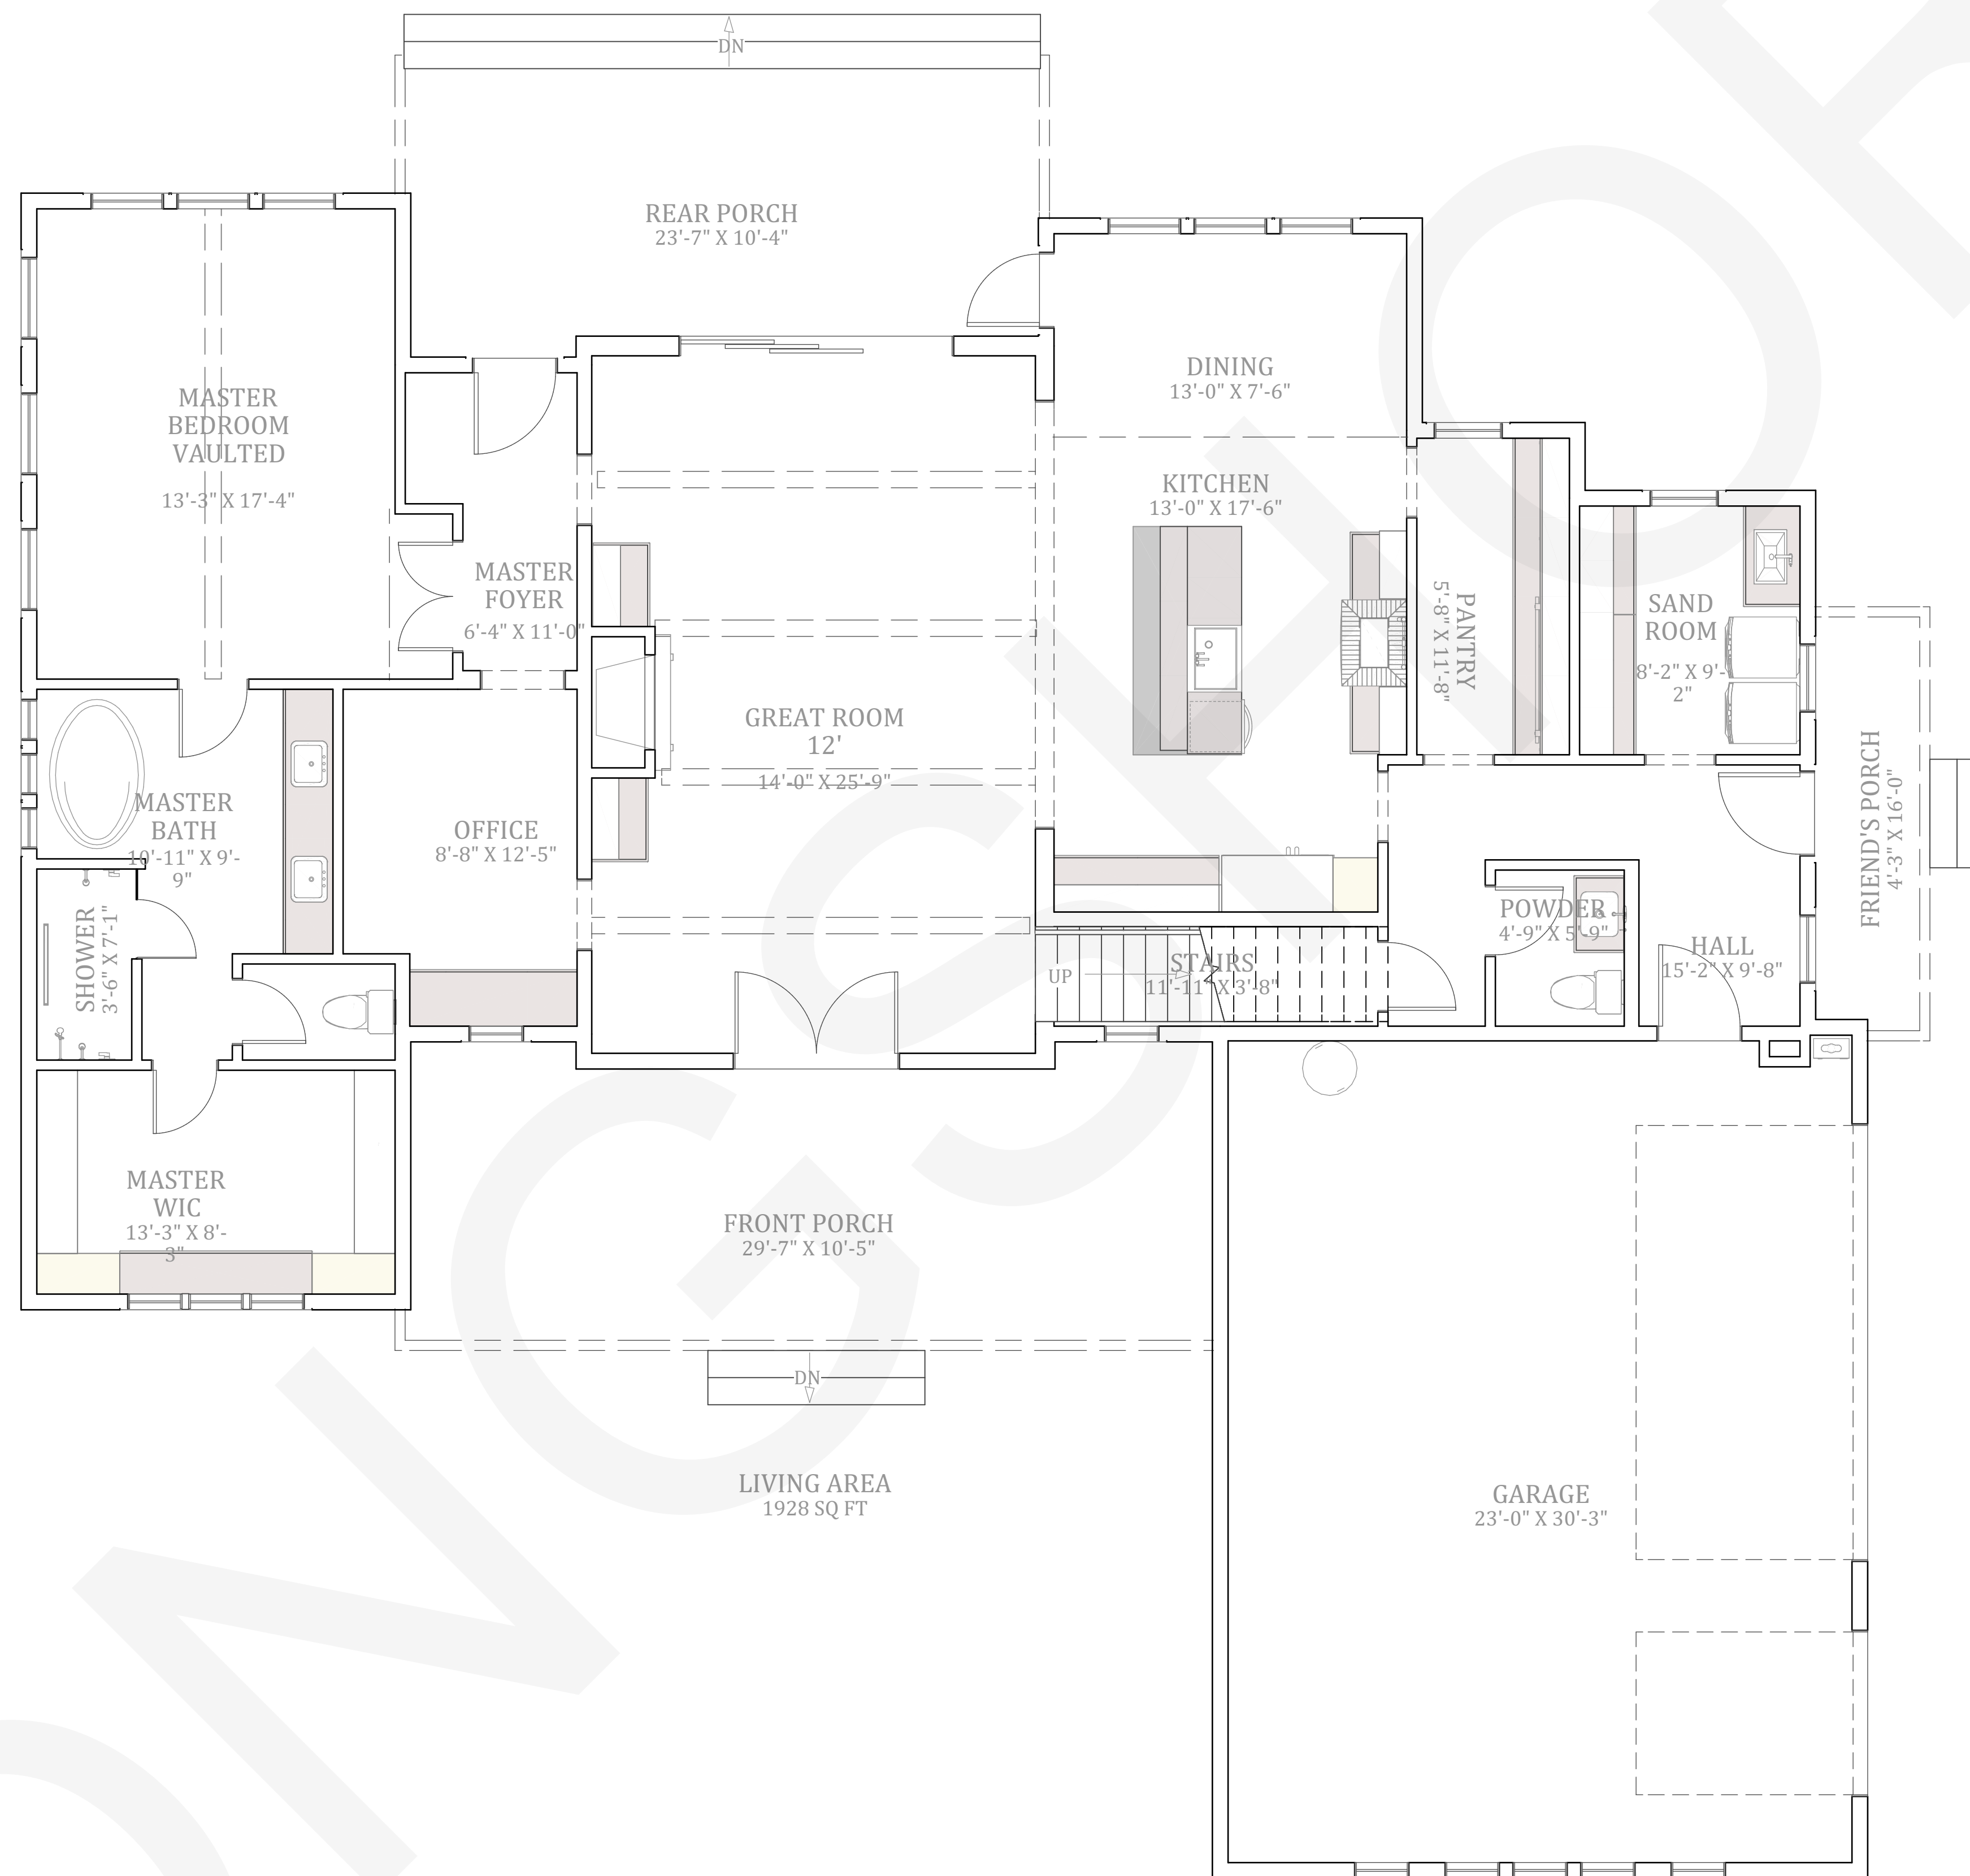 DN
REAR PORCH
23'-7" X 10'-4"
DINING
13'-0" X 7'-6"
MASTER
BEDROOM
VAULTED
13'-3" X 17'-4"
KITCHEN
13'-0" X 17'-6"
MASTER
FOYER
6'-4" X 11'-0"
PANTRY
5'-8" X 11'-8"
SAND
ROOM
8'-2" X 9'-
2"
GREAT ROOM
12'
14'-0" X 25'-9"
MASTER
BATH
10'-11" X 9'-
9"
OFFICE
8'-8" X 12'-5"
FRIEND'S PORCH
4'-3" X 16'-0"
SHOWER
3'-6" X 7'-1"
POWDER
4'-9" X 5'-9"
HALL
15'-2" X 9'-8"
UP
STAIRS
11'-11" X 3'-8"
MASTER
WIC
13'-3" X 8'-
3"
FRONT PORCH
29'-7" X 10'-5"
DN
LIVING AREA
1928 SQ FT
GARAGE
23'-0" X 30'-3"